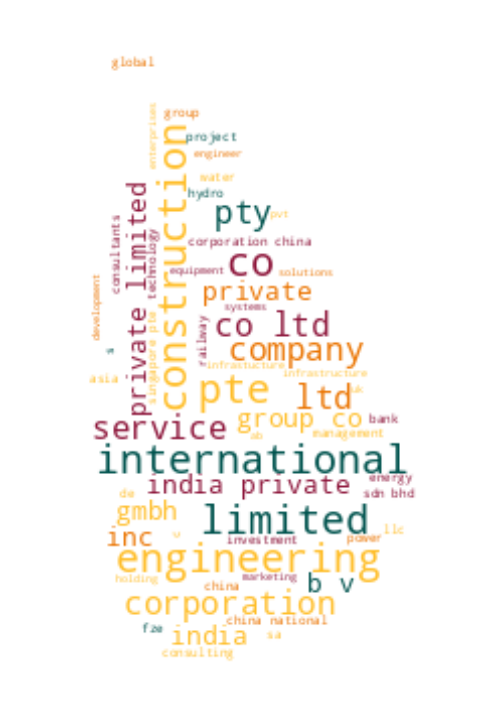 global
enterprises
group
construction
project
engineer
water
hydro
private limited
pty
pvt
consultants
technology
corporation china
co
equipment
solutions
development
private
systems
singapore pte
co ltd
railway
s
company
infrastucture
infrastructure
asia
pte
ltd
uk
group co
bank
service
ab
management
international
energy
india private
sdn bhd
de
gmbh
limited
llc
inc
v
investment
power
engineering
holding
china
marketing
b v
corporation
china national
fze
india
sa
consulting